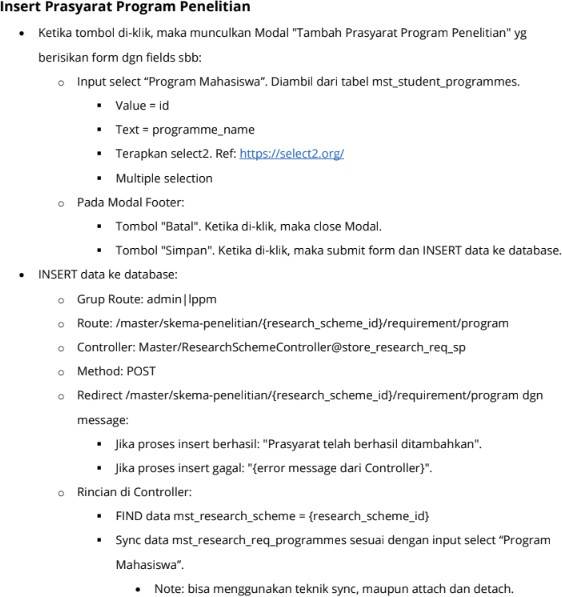 Insert Prasyarat Program Penelitian
• Ketika tombol di-klik, maka munculkan Modal "Tambah Prasyarat Program Penelitian" yg
berisikan form dgn fields sbb:
o Input select “Program Mahasiswa”. Diambil dari tabel mst_student_programmes.
▪ Value = id
▪ Text = programme_name
▪ Terapkan select2. Ref: https://select2.org/
▪ Multiple selection
o Pada Modal Footer:
▪ Tombol "Batal". Ketika di-klik, maka close Modal.
▪ Tombol "Simpan". Ketika di-klik, maka submit form dan INSERT data ke database.
• INSERT data ke database:
o Grup Route: admin|lppm
o Route: /master/skema-penelitian/{research_scheme_id}/requirement/program
o Controller: Master/ResearchSchemeController@store_research_req_sp
o Method: POST
o Redirect /master/skema-penelitian/{research_scheme_id}/requirement/program dgn
message:
▪ Jika proses insert berhasil: "Prasyarat telah berhasil ditambahkan".
▪ Jika proses insert gagal: "{error message dari Controller}".
o Rincian di Controller:
▪ FIND data mst_research_scheme = {research_scheme_id}
▪ Sync data mst_research_req_programmes sesuai dengan input select “Program
Mahasiswa”.
• Note: bisa menggunakan teknik sync, maupun attach dan detach.